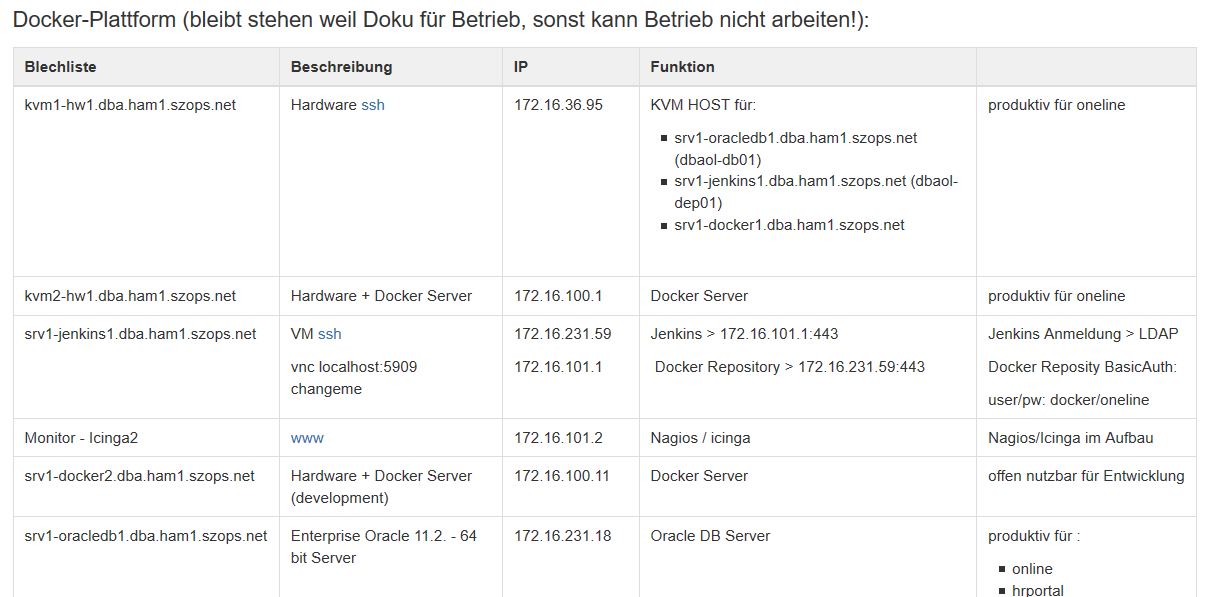 Docker-Plattform (bleibt stehen weil Doku für Betrieb, sonst kann Betrieb nicht arbeiten!):
Blechliste Beschreibung IP Funktion
kvm1-hw1.dba.ham1.szops.net Hardware ssh 172.16.36.95 KVM HOST für: produktiv für oneline
srv1-oracledb1.dba.ham1.szops.net
(dbaol-db01)
srv1-jenkins1.dba.ham1.szops.net (dbaol-
dep01)
srv1-docker1.dba.ham1.szops.net
kvm2-hw1.dba.ham1.szops.net Hardware + Docker Server 172.16.100.1 Docker Server produktiv für oneline
srv1-jenkins1.dba.ham1.szops.net VM ssh 172.16.231.59 Jenkins > 172.16.101.1:443 Jenkins Anmeldung > LDAP
vnc localhost:5909 172.16.101.1 Docker Repository > 172.16.231.59:443 Docker Reposity BasicAuth:
changeme
user/pw: docker/oneline
Monitor - Icinga2 www 172.16.101.2 Nagios / icinga Nagios/Icinga im Aufbau
srv1-docker2.dba.ham1.szops.net Hardware + Docker Server 172.16.100.11 Docker Server offen nutzbar für Entwicklung
(development)
srv1-oracledb1.dba.ham1.szops.net Enterprise Oracle 11.2. - 64 172.16.231.18 Oracle DB Server produktiv für :
bit Server
online
hrportal